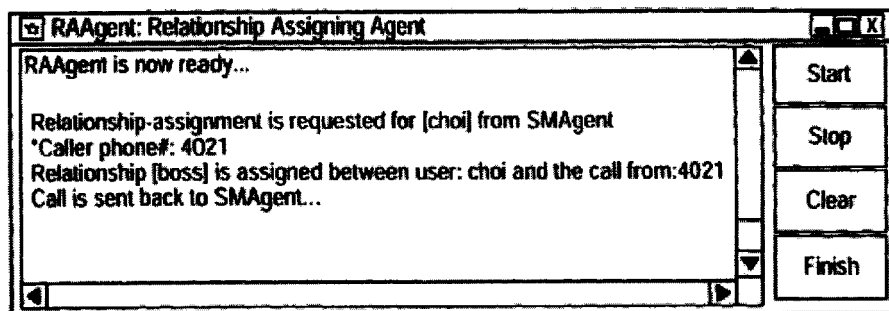 RAAgent: Relationship Assigning Agent
RAAgent is now ready...
Relationship-assignment is requested for [choi] from SMAgent
*Caller phone#: 4021
Relationship [boss] is assigned between user: choi and the call from:4021
Call is sent back to SMAgent...
Start
Stop
Clear
Finish